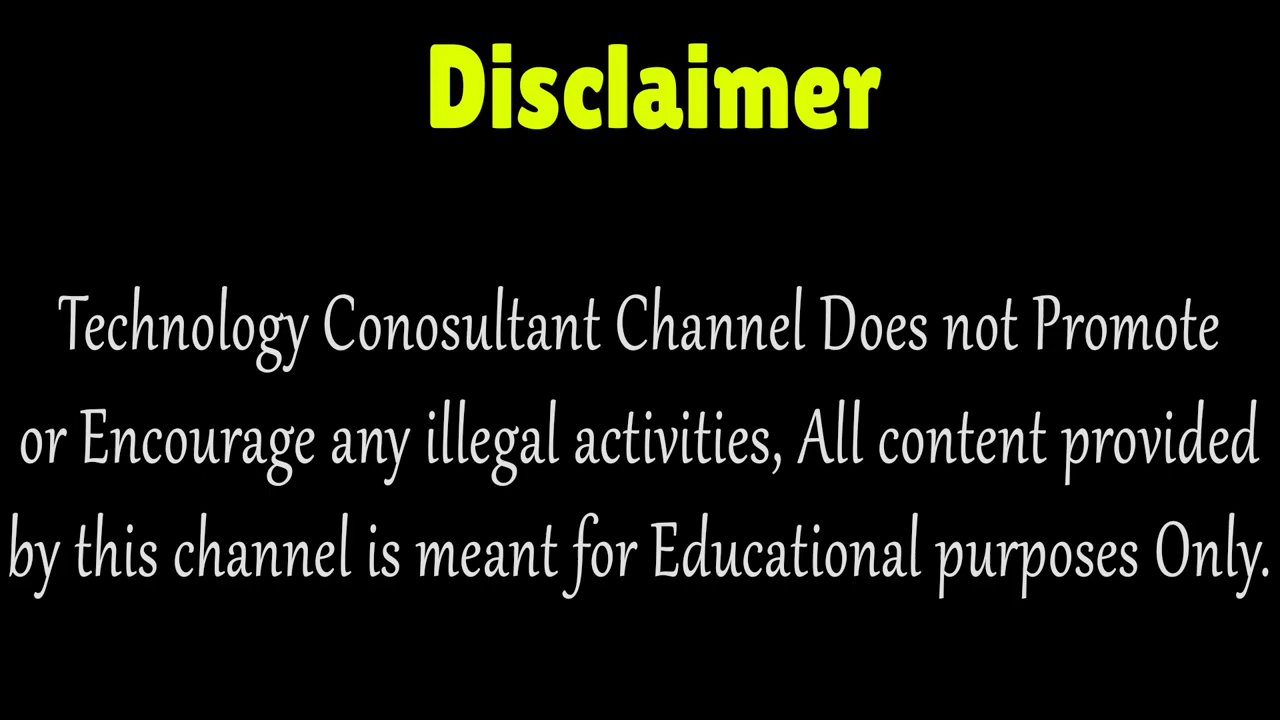 Disclaimer
Technology Conosultant Channel Does not Promote
or Encourage any illegal activities, All content provided
by this channel is meant for Educational purposes Only.